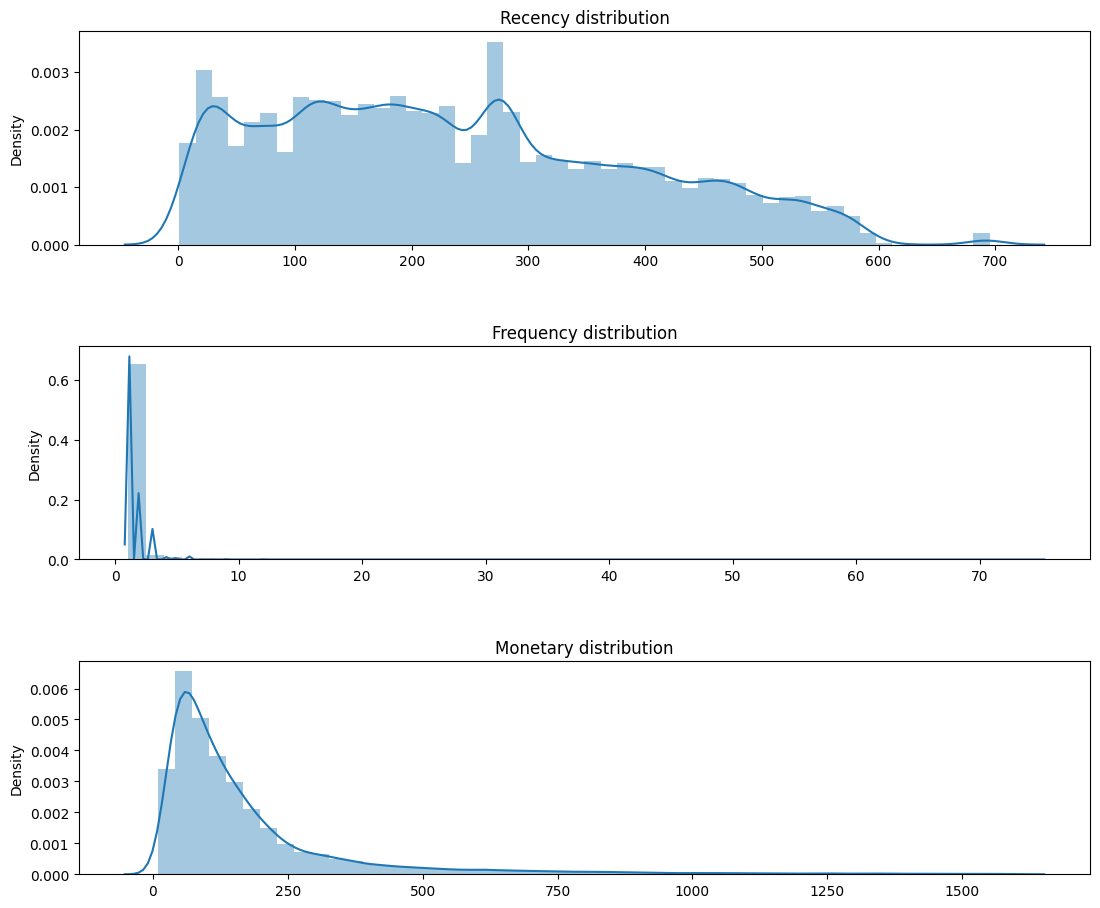 Recency distribution
Density
0.003
0.002
0.001
0.000
0 100 200 300 400 500 600 700
Frequency distribution
Density
0.6
0.4
0.2
0.0
0 10 20 30 40 50 60 70
Monetary distribution
Density
0.006
0.005
0.004
0.003
0.002
0.001
0.000
0 250 500 750 1000 1250 1500